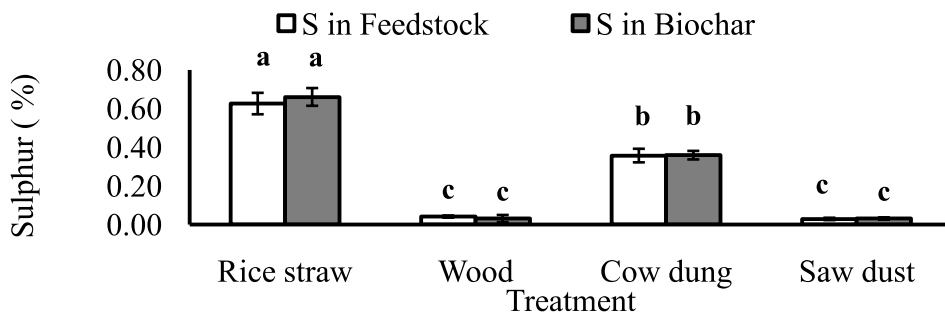 S in Feedstock S in Biochar
Sulphur ( %)
0.80
0.60
0.40
0.20
0.00
a a
c c
b b
c c
Rice straw Wood Cow dung Saw dust
Treatment